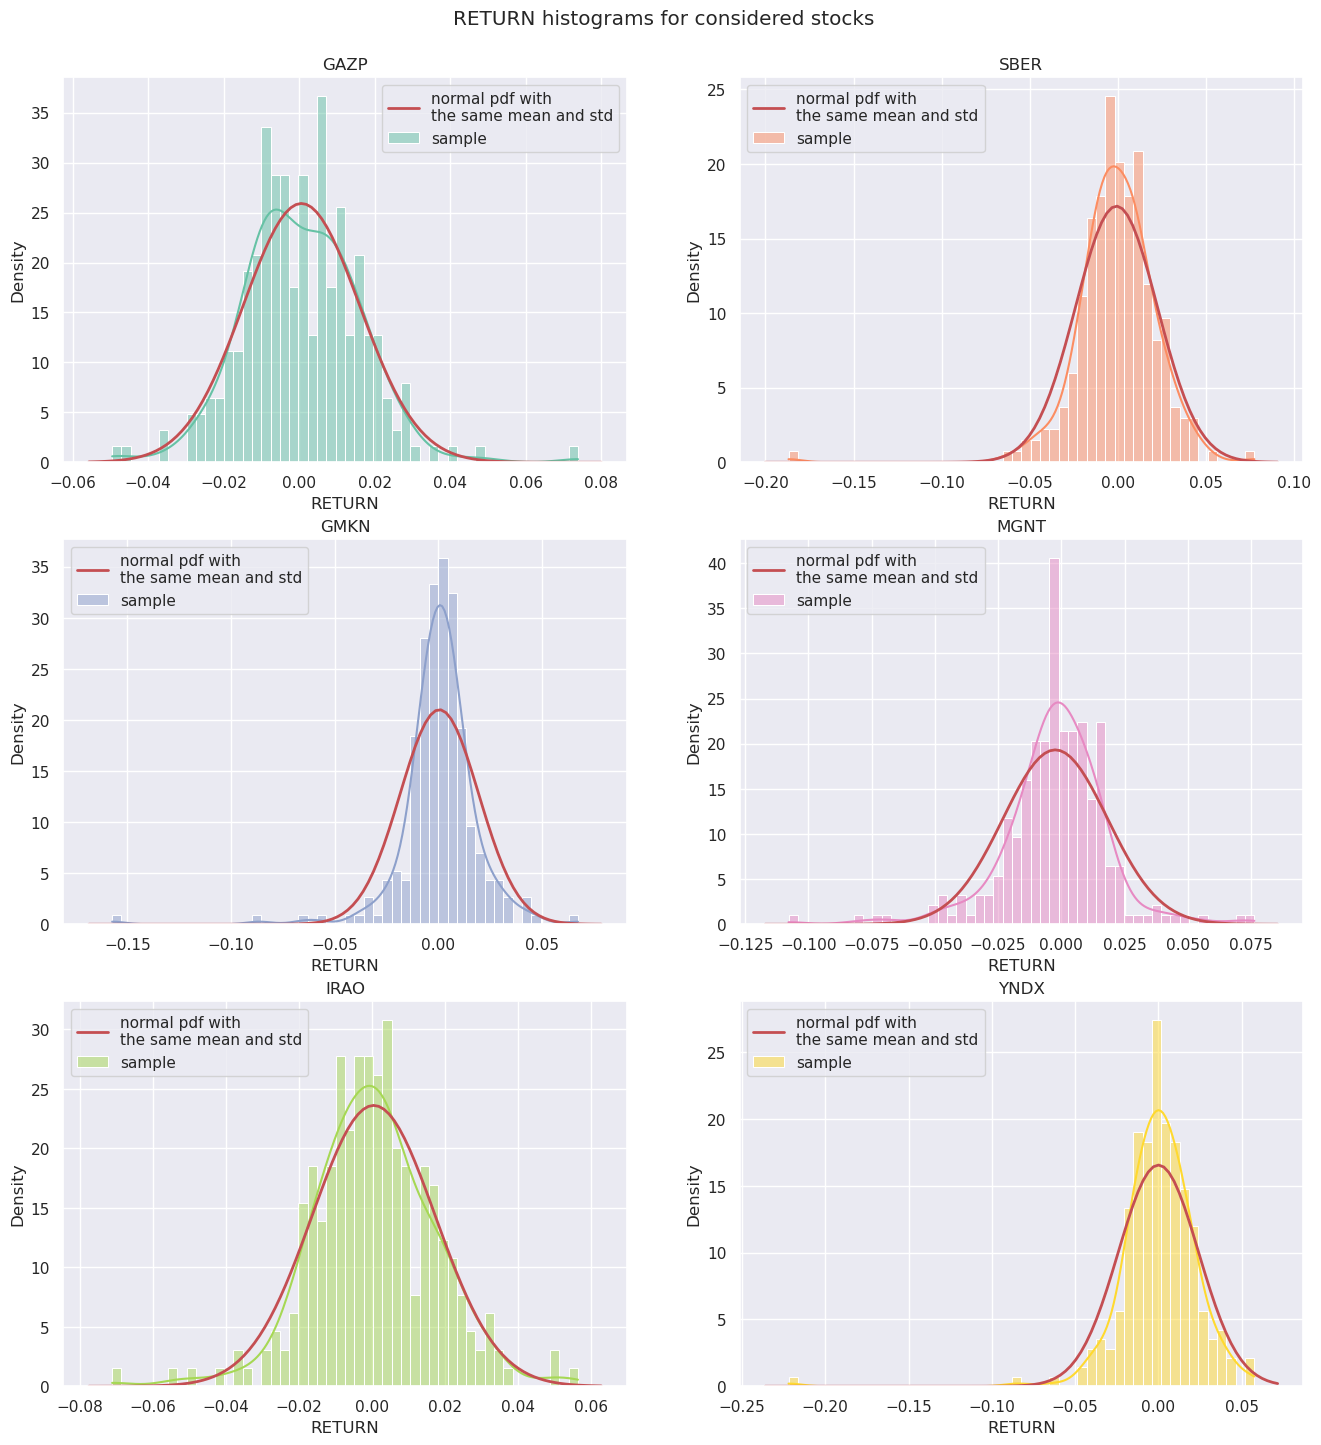 RETURN histograms for considered stocks
GAZP
normal pdf with
the same mean and std
sample
Density
35
30
25
20
15
10
5
0
−0.06 −0.04 −0.02 0.00 0.02 0.04 0.06 0.08
RETURN
SBER
normal pdf with
the same mean and std
sample
Density
25
20
15
10
5
0
−0.20 −0.15 −0.10 −0.05 0.00 0.05 0.10
RETURN
GMKN
normal pdf with
the same mean and std
sample
Density
35
30
25
20
15
10
5
0
−0.15 −0.10 −0.05 0.00 0.05
RETURN
MGNT
normal pdf with
the same mean and std
sample
Density
40
35
30
25
20
15
10
5
0
−0.125 −0.100 −0.075 −0.050 −0.025 0.000 0.025 0.050 0.075
RETURN
IRAO
normal pdf with
the same mean and std
sample
Density
30
25
20
15
10
5
0
−0.08 −0.06 −0.04 −0.02 0.00 0.02 0.04 0.06
RETURN
YNDX
normal pdf with
the same mean and std
sample
Density
25
20
15
10
5
0
−0.25 −0.20 −0.15 −0.10 −0.05 0.00 0.05
RETURN